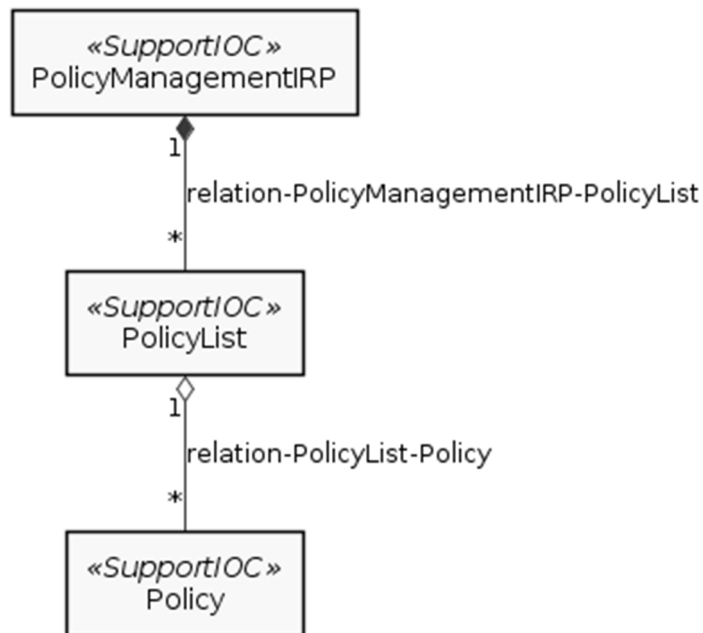 «SupportIOC»
PolicyManagementIRP
1
relation-PolicyManagementIRP-PolicyList
*
«SupportIOC»
PolicyList
1
relation-PolicyList-Policy
*
«SupportIOC»
Policy